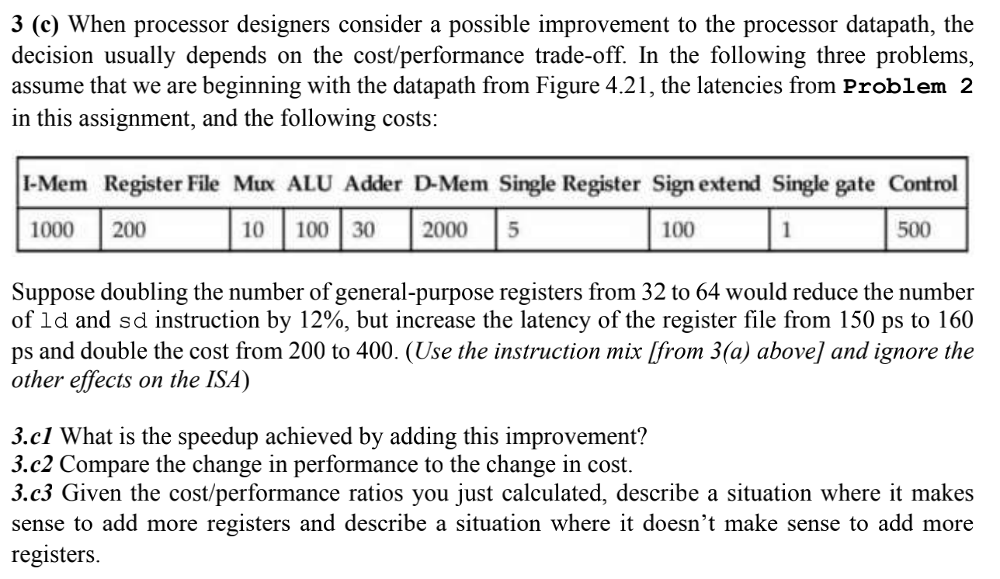 3 (c) When processor designers consider a possible improvement to the processor datapath, the
decision usually depends on the cost/performance trade-off. In the following three problems,
assume that we are beginning with the datapath from Figure 4.21, the latencies from Problem 2
in this assignment, and the following costs:
I-Mem Register File Mux ALU Adder D-Mem Single Register Sign extend Single gate Control
1000 200 10 100 30 2000 5 100 1 500
Suppose doubling the number of general-purpose registers from 32 to 64 would reduce the number
of ld and sd instruction by 12%, but increase the latency of the register file from 150 ps to 160
ps and double the cost from 200 to 400. (Use the instruction mix [from 3(a) above] and ignore the
other effects on the ISA)
3.c1 What is the speedup achieved by adding this improvement?
3.c2 Compare the change in performance to the change in cost.
3.c3 Given the cost/performance ratios you just calculated, describe a situation where it makes
sense to add more registers and describe a situation where it doesn’t make sense to add more
registers.